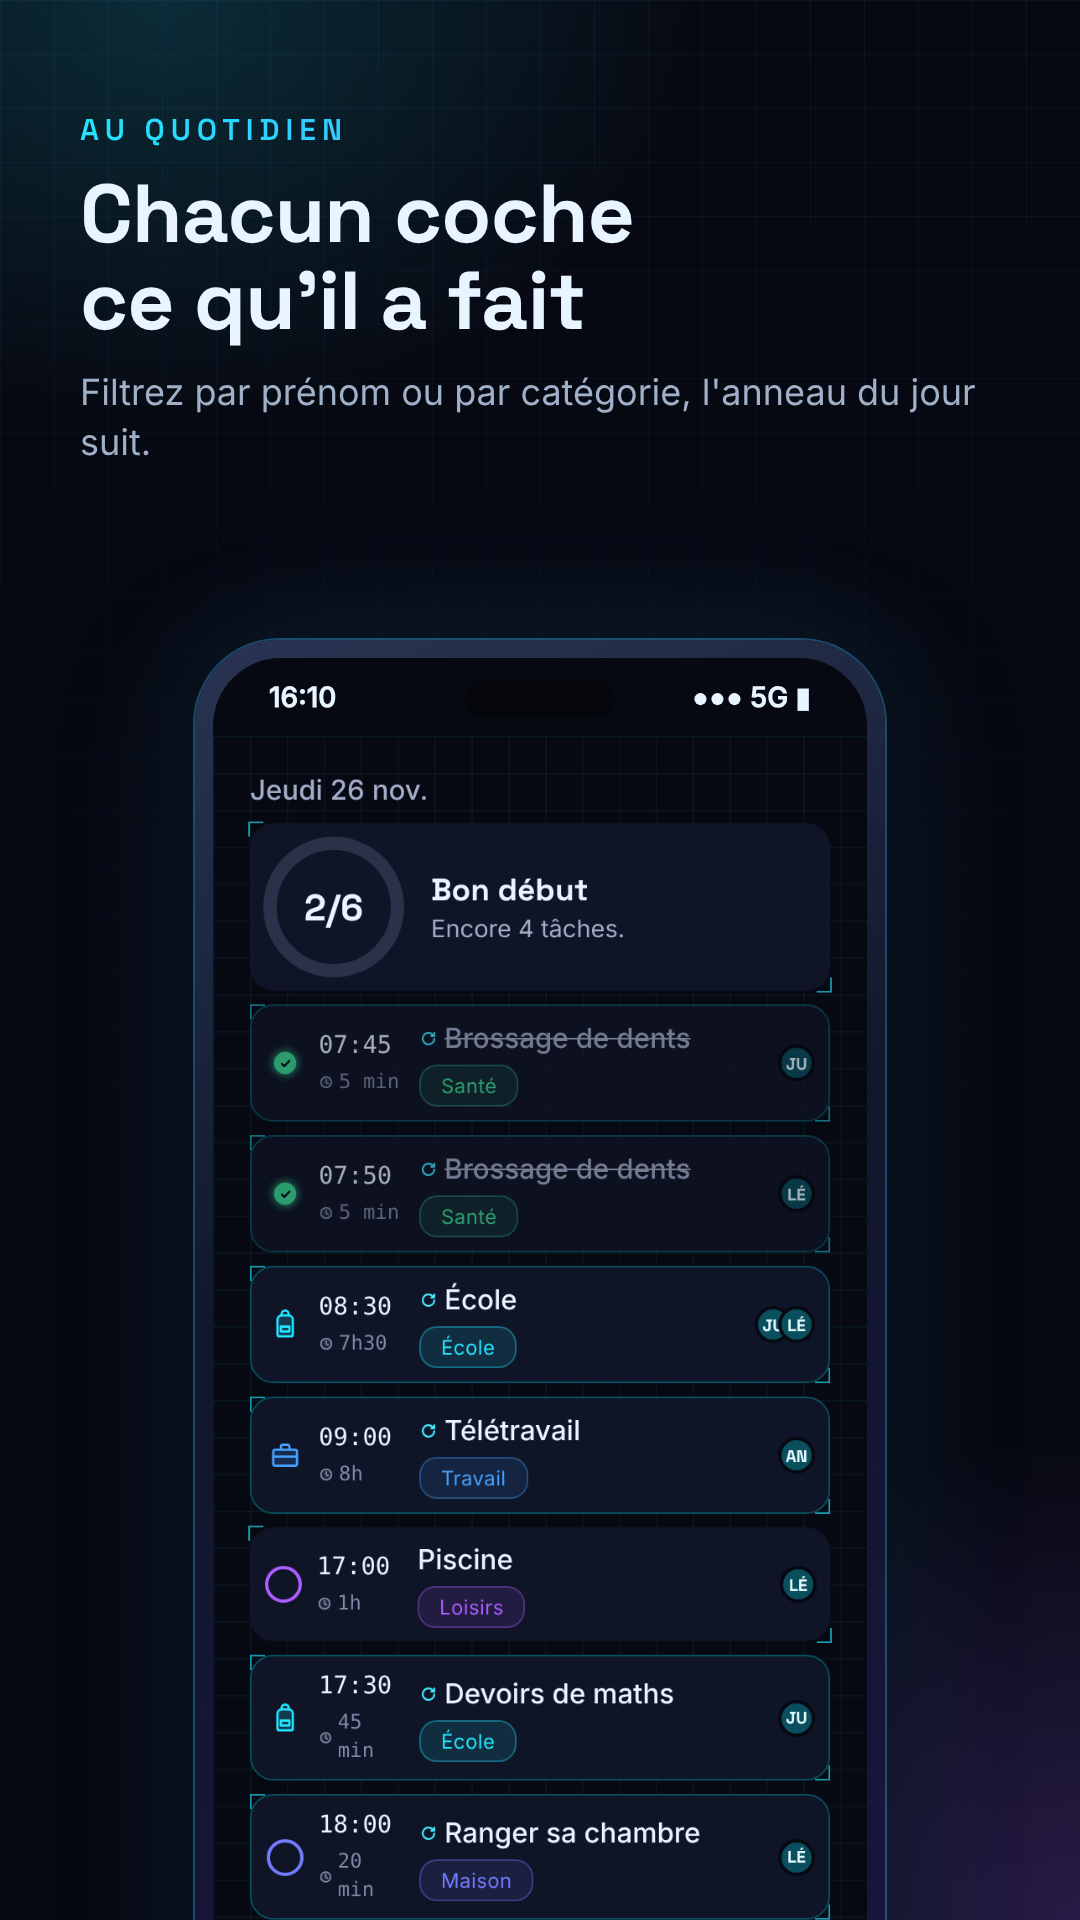 AU QUOTIDIEN
Chacun coche
ce qu’il a fait
Filtrez par prénom ou par catégorie, l'anneau du jour
suit.
16:10
5G
Jeudi 26 nov.
2/6
Bon début
Encore 4 tâches.
07:45
Brossage de dents
JU
5 min
Santé
07:50
Brossage de dents
LÉ
5 min
Santé
08:30
École
JU LÉ
7h30
École
09:00
Télétravail
AN
8h
Travail
17:00
Piscine
LÉ
1h
Loisirs
17:30
Devoirs de maths
JU
45
min
École
18:00
Ranger sa chambre
LÉ
20
min
Maison